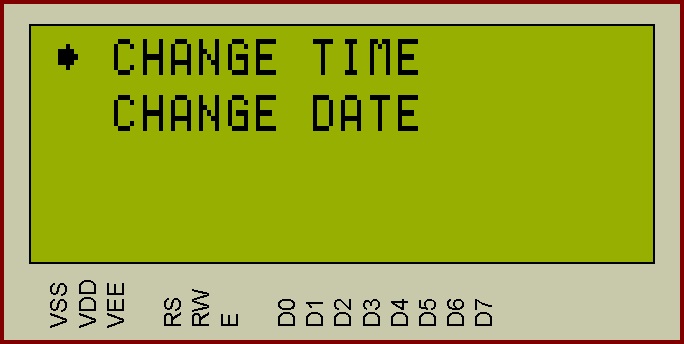 CHANGE TIME
CHANGE DATE
VSS VDD VEE RS RW E D0 D1 D2 D3 D4 D5 D6 D7